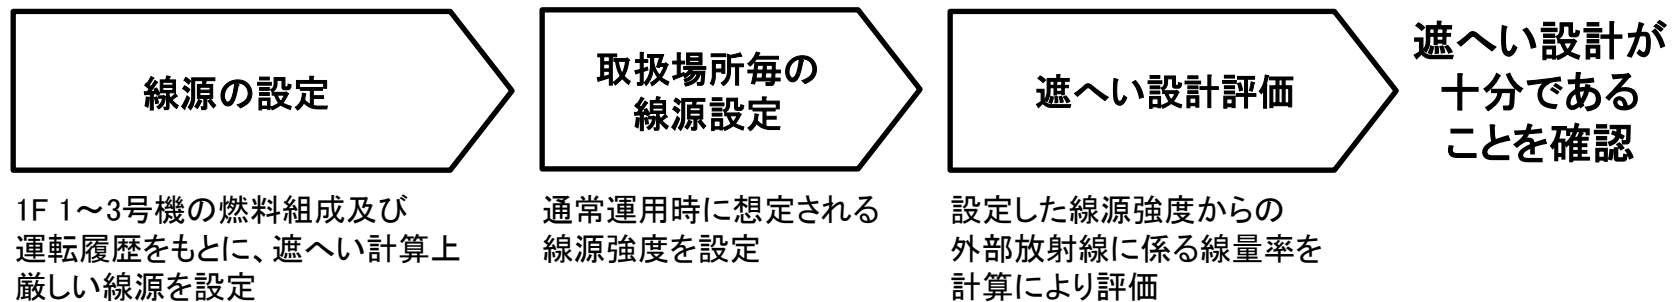 線源の設定
1F 1～3号機の燃料組成及び
運転履歴をもとに、遮へい計算上
厳しい線源を設定
取扱場所毎の
線源設定
通常運用時に想定される
線源強度を設定
遮へい設計評価
設定した線源強度からの
外部放射線に係る線量率を
計算により評価
遮へい設計が
十分である
ことを確認